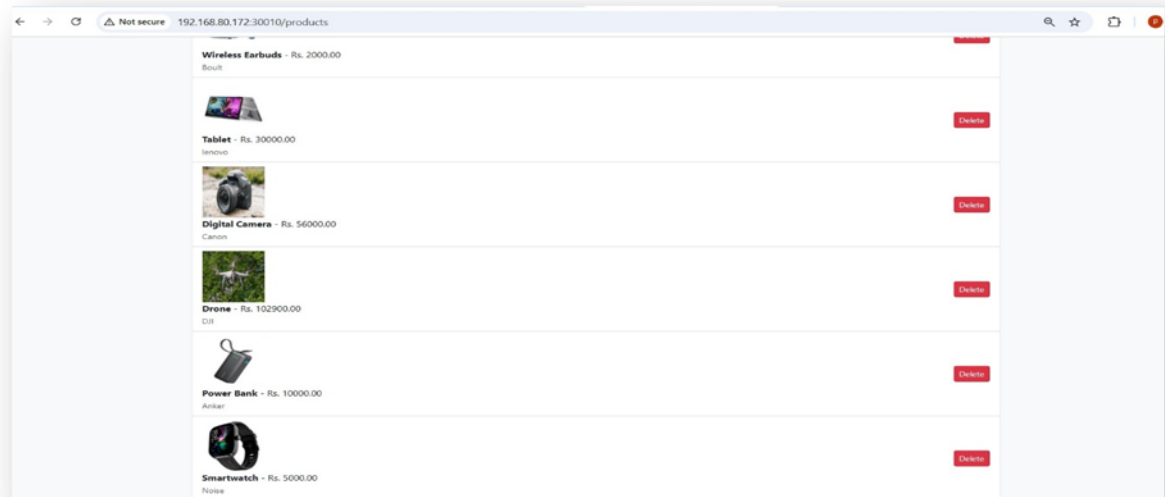 Not secure 192.168.80.172:30010/products
P
Wireless Earbuds - Rs. 2000.00
Boult
Tablet - Rs. 30000.00
Delete
lenovo
Digital Camera - Rs. 56000.00
Delete
Canon
Drone - Rs. 102900.00
Delete
DJI
Power Bank - Rs. 10000.00
Delete
Anker
Smartwatch - Rs. 5000.00
Delete
Noise